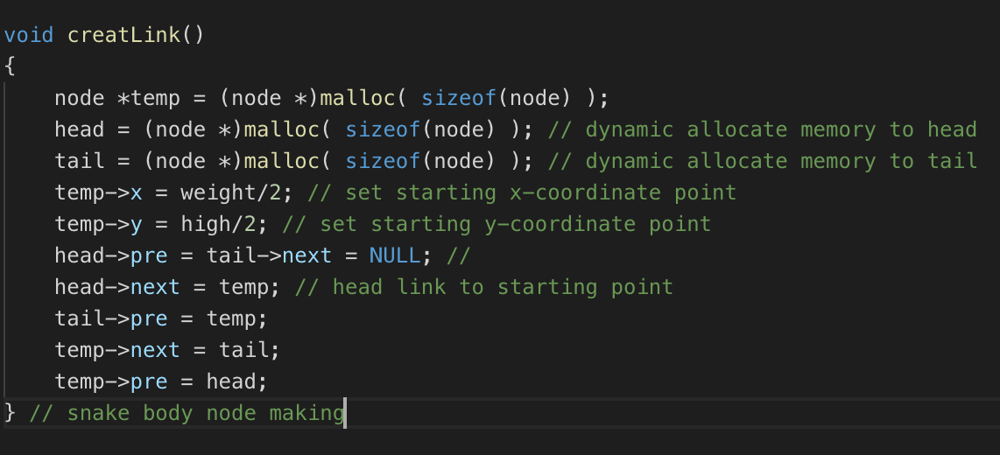 void creatLink()
{
    node *temp = (node *)malloc( sizeof(node) );
    head = (node *)malloc( sizeof(node) ); // dynamic allocate memory to head
    tail = (node *)malloc( sizeof(node) ); // dynamic allocate memory to tail
    temp->x = weight/2; // set starting x-coordinate point
    temp->y = high/2; // set starting y-coordinate point
    head->pre = tail->next = NULL; //
    head->next = temp; // head link to starting point
    tail->pre = temp;
    temp->next = tail;
    temp->pre = head;
} // snake body node making